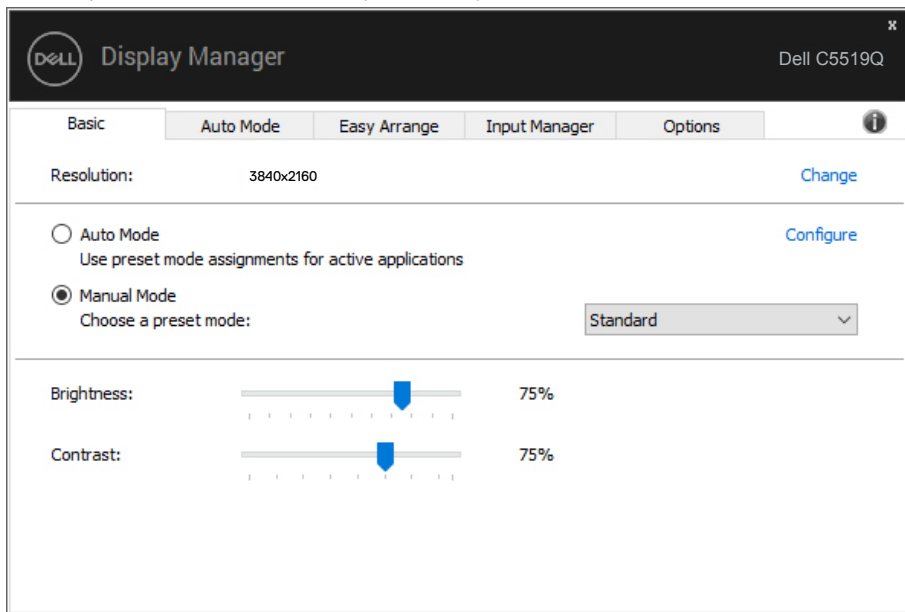 x
DELL Display Manager
Dell C5519Q
Basic Auto Mode Easy Arrange Input Manager Options i
Resolution: 3840x2160 Change
Auto Mode Configure
Use preset mode assignments for active applications
Manual Mode
Choose a preset mode: Standard
Brightness: 75%
Contrast: 75%